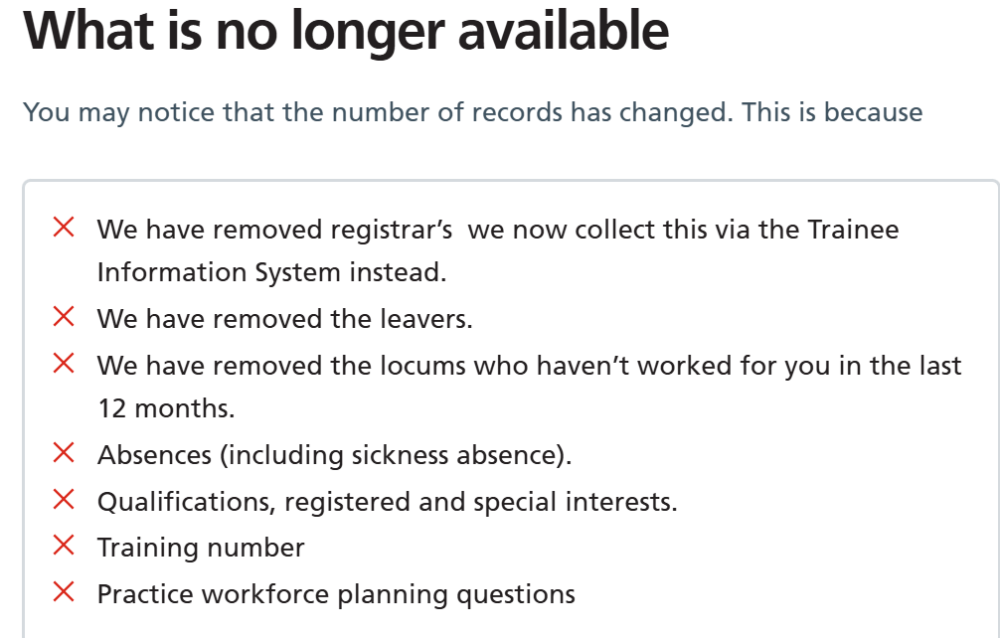 What is no longer available
You may notice that the number of records has changed. This is because
We have removed registrar’s  we now collect this via the Trainee
Information System instead.
We have removed the leavers.
We have removed the locums who haven’t worked for you in the last
12 months.
Absences (including sickness absence).
Qualifications, registered and special interests.
Training number
Practice workforce planning questions